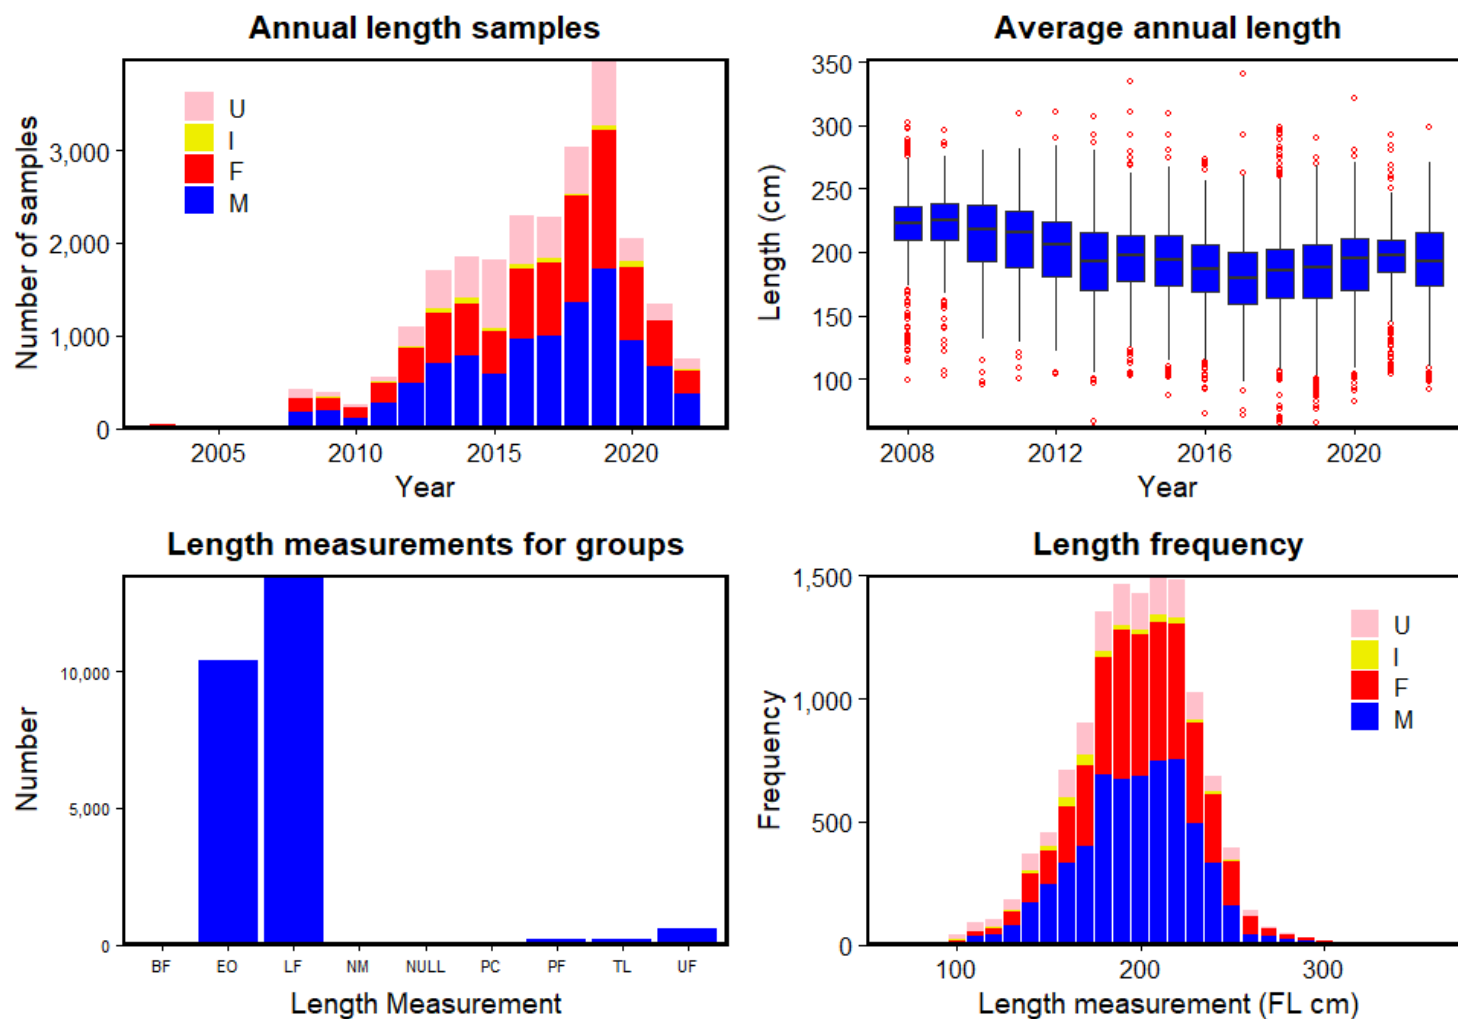 Annual length samples
Number of samples
3,000
2,000
1,000
0
U
I
F
M
2005
2010
2015
2020
Year
Average annual length
Length (cm)
350
300
250
200
150
100
2008
2012
2016
2020
Year
Length measurements for groups
Number
10,000
5,000
0
BF
EO
LF
NM
NULL
PC
PF
TL
UF
Length Measurement
Length frequency
Frequency
1,500
1,000
500
0
U
I
F
M
100
200
300
Length measurement (FL cm)